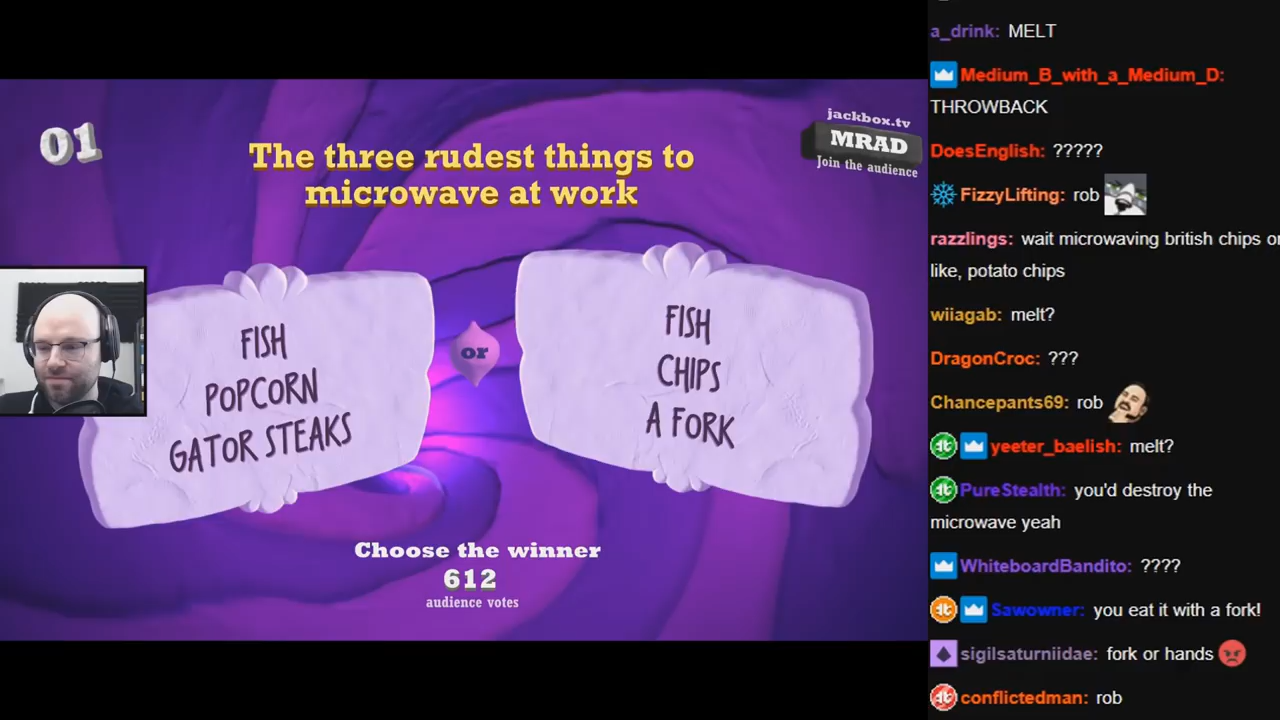 01
The three rudest things to
microwave at work
jackbox.tv
MRAD
Join the audience
FISH
POPCORN
GATOR STEAKS
or
FISH
CHIPS
A FORK
Choose the winner
612
audience votes
a_drink: MELT
Medium_B_with_a_Medium_D:
THROWBACK
DoesEnglish: ?????
FizzyLifting: rob
razzlings: wait microwaving british chips or
like, potato chips
wiiagab: melt?
DragonCroc: ???
Chancepants69: rob
yeeter_baelish: melt?
PureStealth: you'd destroy the
microwave yeah
WhiteboardBandito: ????
Sawowner: you eat it with a fork!
sigilsaturniidae: fork or hands
conflictedman: rob